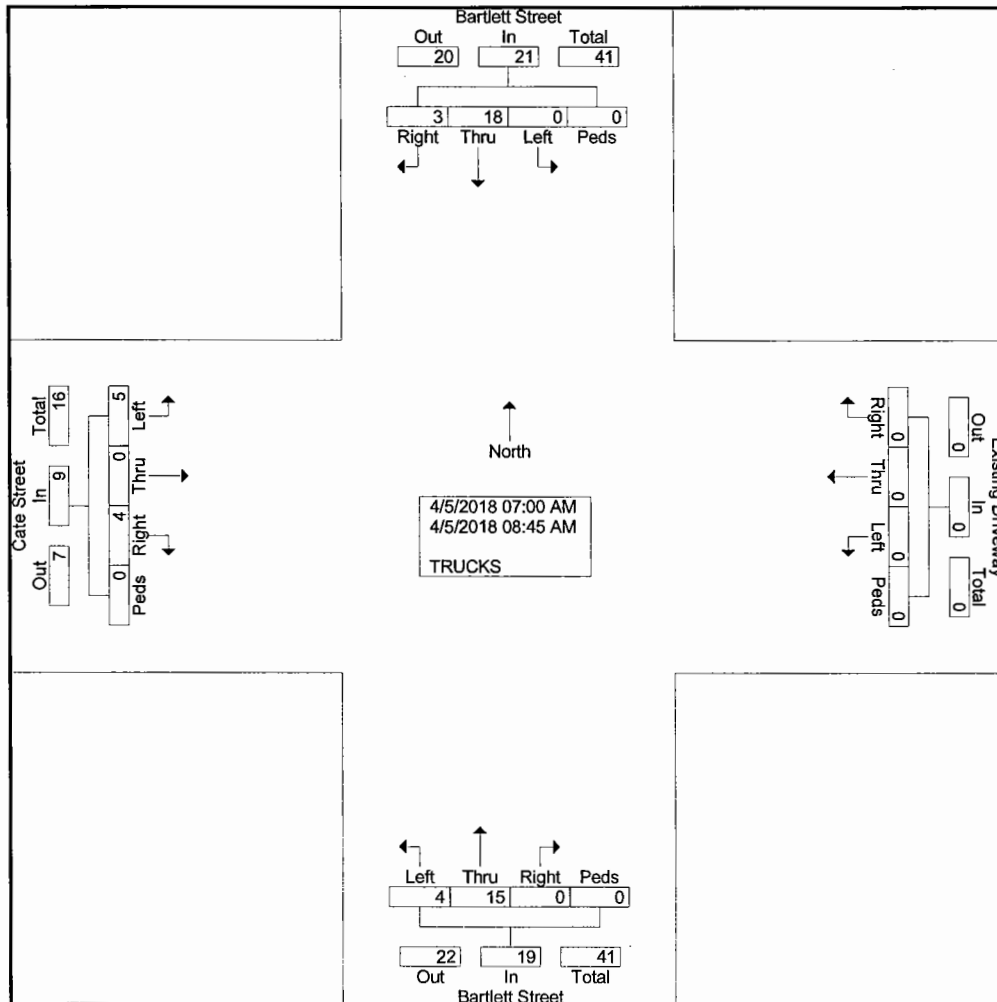 Bartlett Street
Out In Total
20 21 41
3 18 0 0
Right Thru Left Peds
Cate Street
Total In Out
16 9 7
5 0 4 0
Left Thru Right Peds
North
4/5/2018 07:00 AM
4/5/2018 08:45 AM
TRUCKS
Right Thru Left Peds
0 0 0 0
Out In Total
0 0 0
Existing Driveway
Left Thru Right Peds
4 15 0 0
22 19 41
Out In Total
Bartlett Street